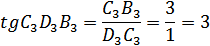 tgC₃D₃B₃ = C₃B₃/D₃C₃ = 3/1 = 3